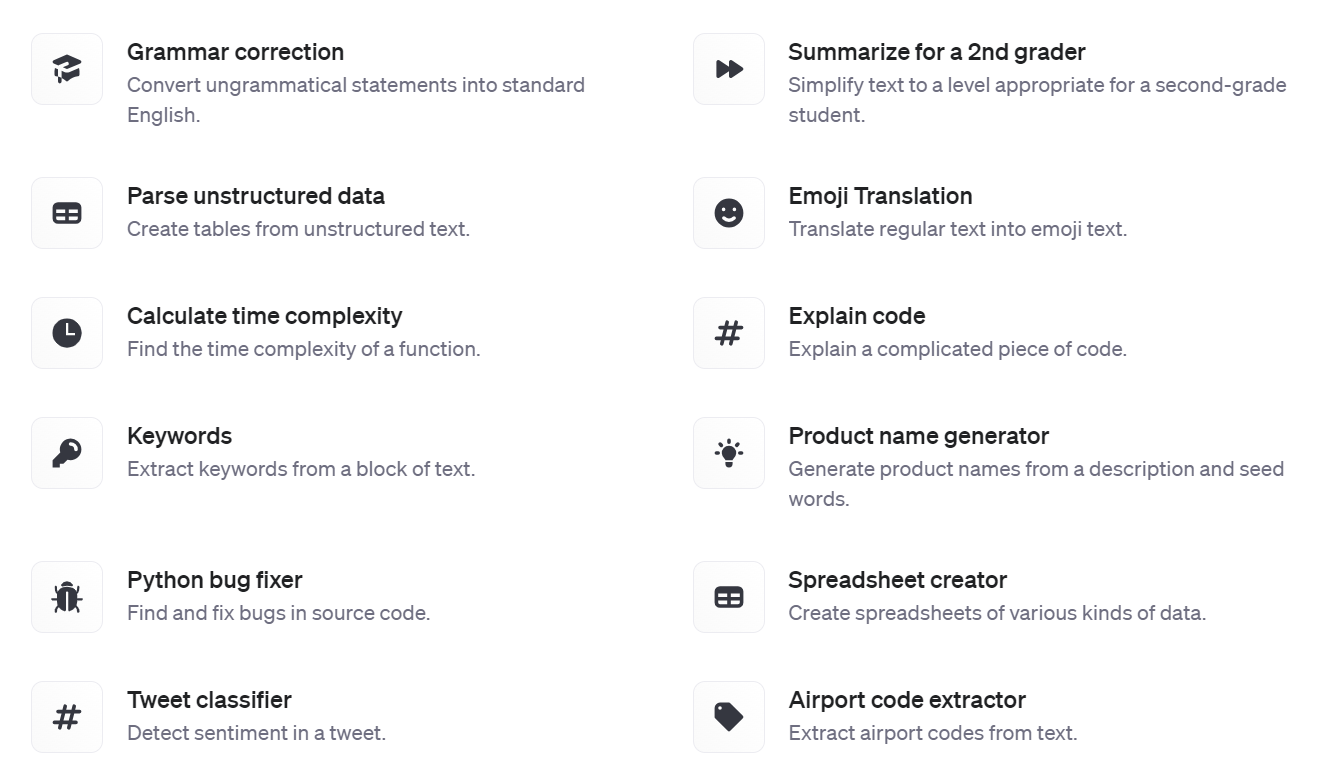 Grammar correction
Convert ungrammatical statements into standard
English.
Summarize for a 2nd grader
Simplify text to a level appropriate for a second-grade
student.
Parse unstructured data
Create tables from unstructured text.
Emoji Translation
Translate regular text into emoji text.
Calculate time complexity
Find the time complexity of a function.
Explain code
Explain a complicated piece of code.
Keywords
Extract keywords from a block of text.
Product name generator
Generate product names from a description and seed
words.
Python bug fixer
Find and fix bugs in source code.
Spreadsheet creator
Create spreadsheets of various kinds of data.
Tweet classifier
Detect sentiment in a tweet.
Airport code extractor
Extract airport codes from text.